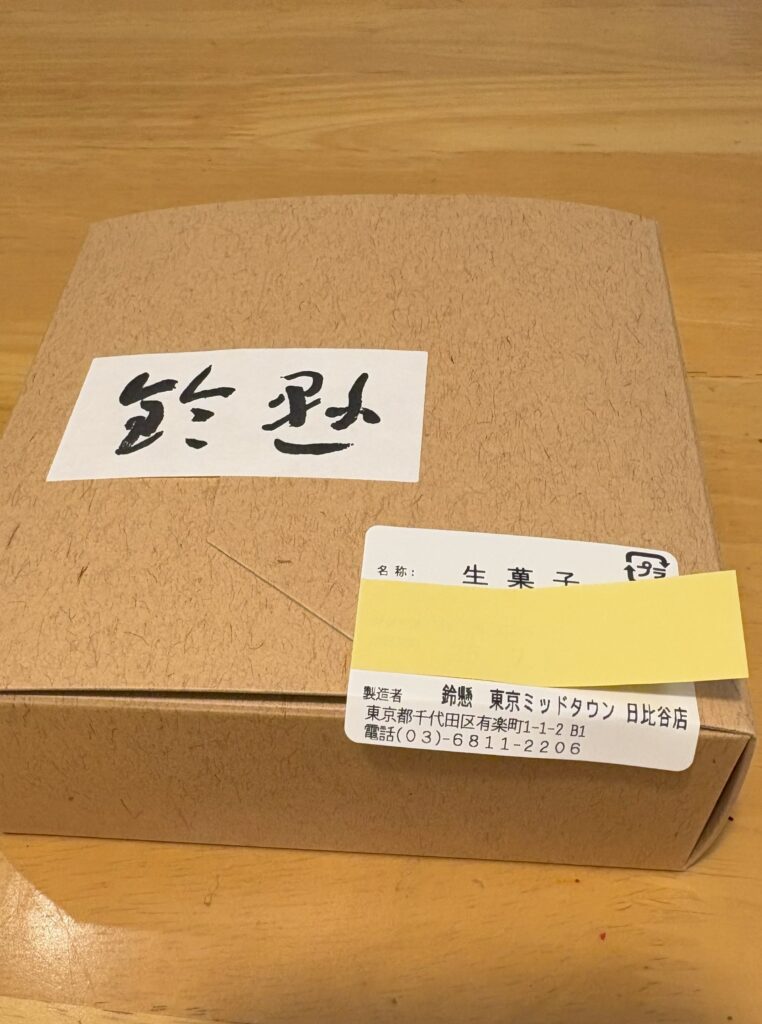 鈴懸
名称: 生菓子
プラ
製造者 鈴懸 東京ミッドタウン 日比谷店
東京都千代田区有楽町1-1-2 B1
電話(03)-6811-2206